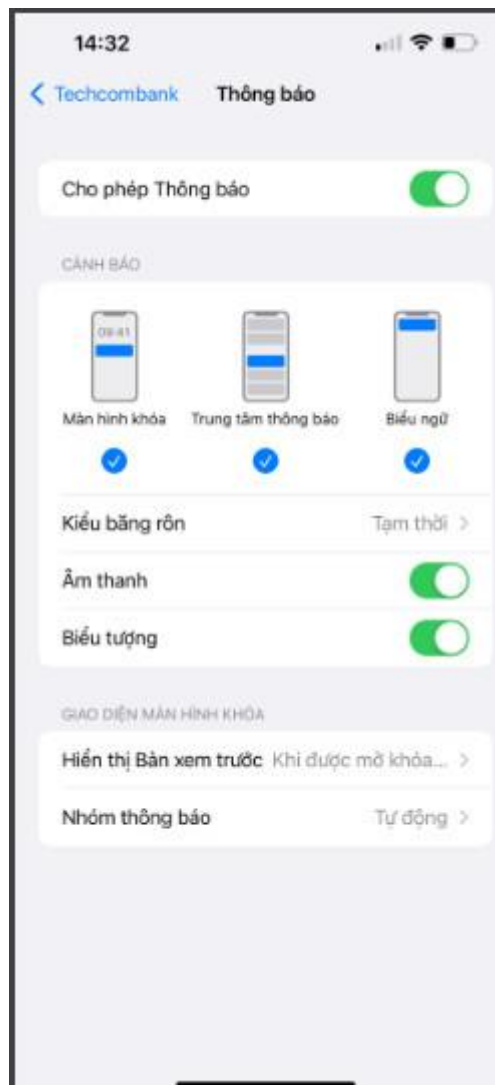 14:32
Techcombank Thông báo
Cho phép Thông báo
CẢNH BÁO
09:41
Màn hình khóa Trung tâm thông báo Biểu ngữ
Kiểu băng rôn Tạm thời
Âm thanh
Biểu tượng
GIAO DIỆN MÀN HÌNH KHÓA
Hiển thị Bản xem trước Khi được mở khóa...
Nhóm thông báo Tự động